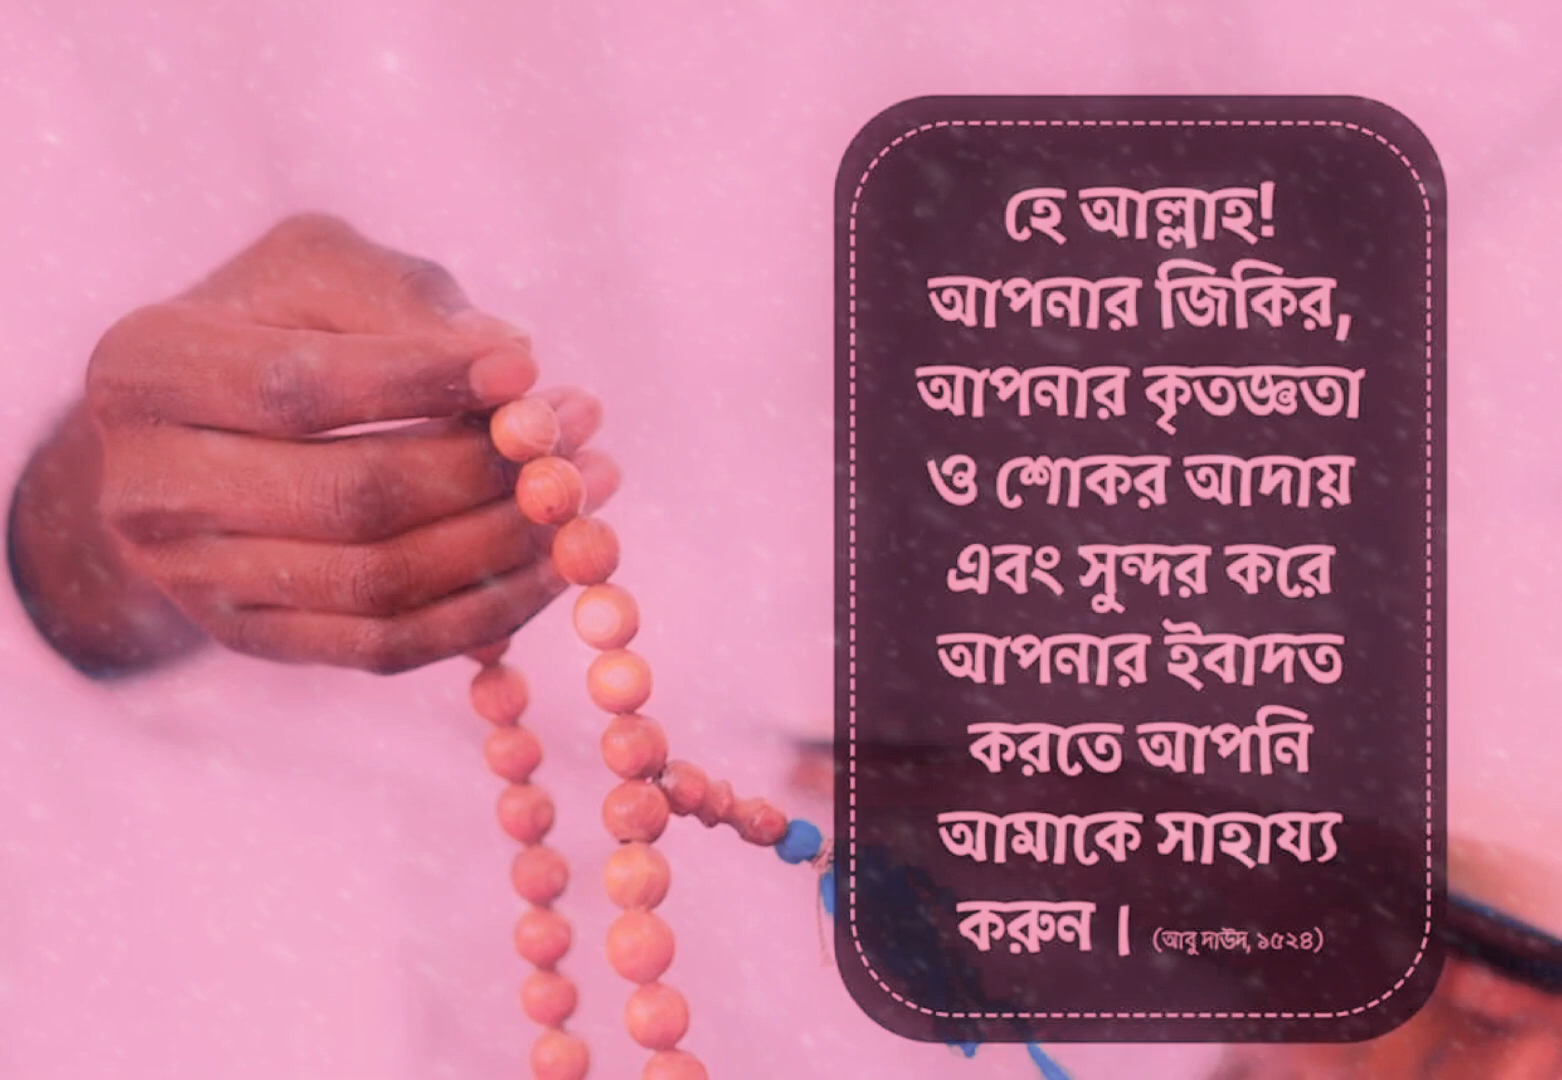 হে আল্লাহ!
আপনার জিকির,
আপনার কৃতজ্ঞতা
ও শোকর আদায়
এবং সুন্দর করে
আপনার ইবাদত
করতে আপনি
আমাকে সাহায্য
করুন। (আবু দাউদ, ১৫২৪)